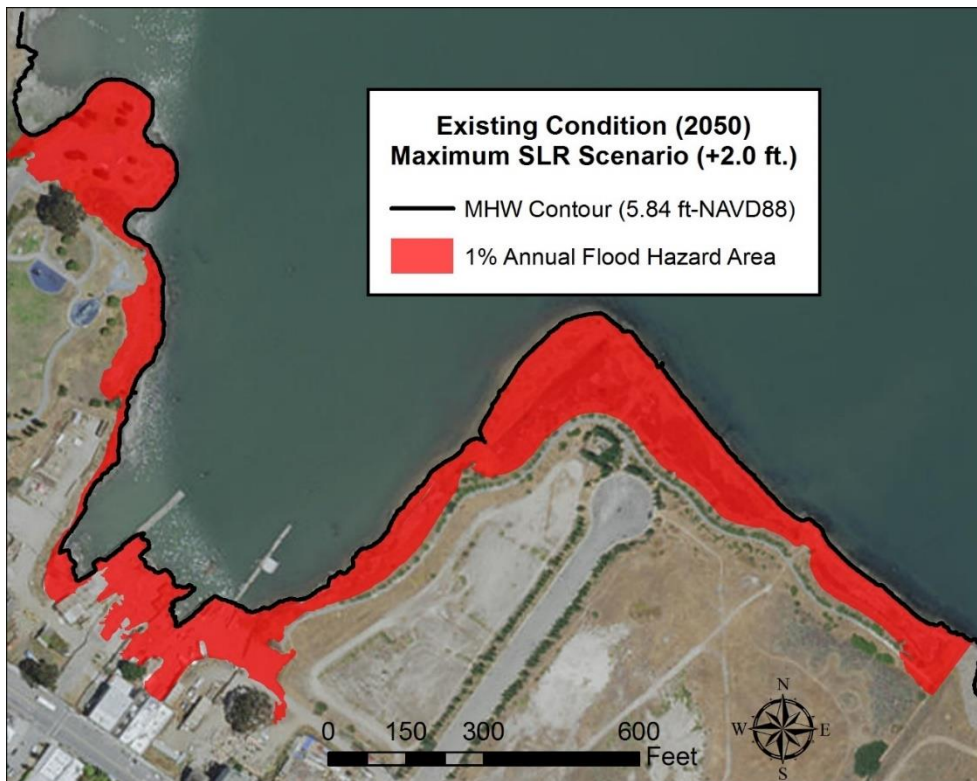 Existing Condition (2050)
Maximum SLR Scenario (+2.0 ft.)
MHW Contour (5.84 ft-NAVD88)
1% Annual Flood Hazard Area
0 150 300 600
Feet
N
W E
S